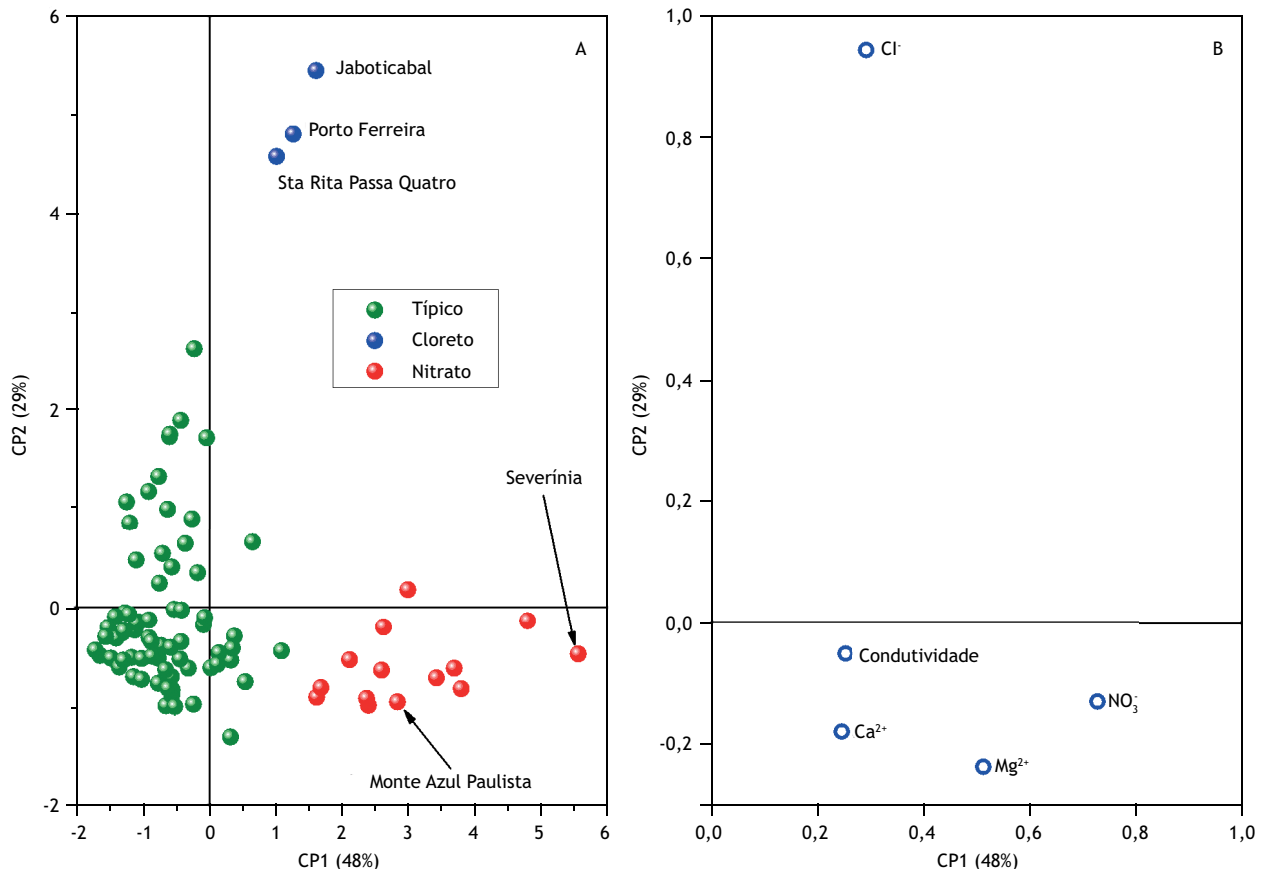 A
Jaboticabal
Porto Ferreira
Sta Rita Passa Quatro
Típico
Cloreto
Nitrato
Severínia
Monte Azul Paulista
6
4
2
0
-2
CP2 (29%)
-2 -1 0 1 2 3 4 5 6
CP1 (48%)
B
Cl-
Condutividade
NO3-
Ca2+
Mg2+
1,0
0,8
0,6
0,4
0,2
0,0
-0,2
CP2 (29%)
0,0 0,2 0,4 0,6 0,8 1,0
CP1 (48%)